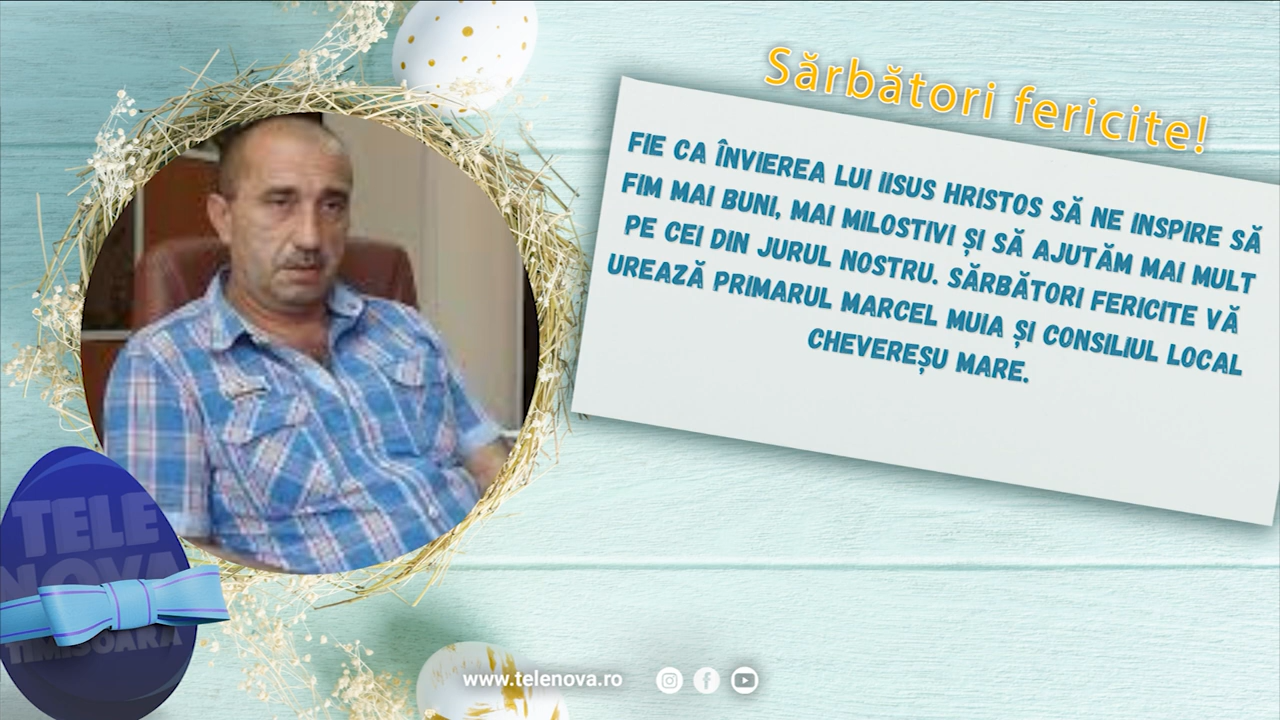 Sărbători fericite!
FIE CA ÎNVIEREA LUI IISUS HRISTOS SĂ NE INSPIRE SĂ
FIM MAI BUNI, MAI MILOSTIVI ȘI SĂ AJUTĂM MAI MULT
PE CEI DIN JURUL NOSTRU. SĂRBĂTORI FERICITE VĂ
UREAZĂ PRIMARUL MARCEL MUIA ȘI CONSILIUL LOCAL
CHEVEREȘU MARE.
TELE
NOVA
TIMISOARA
www.telenova.ro